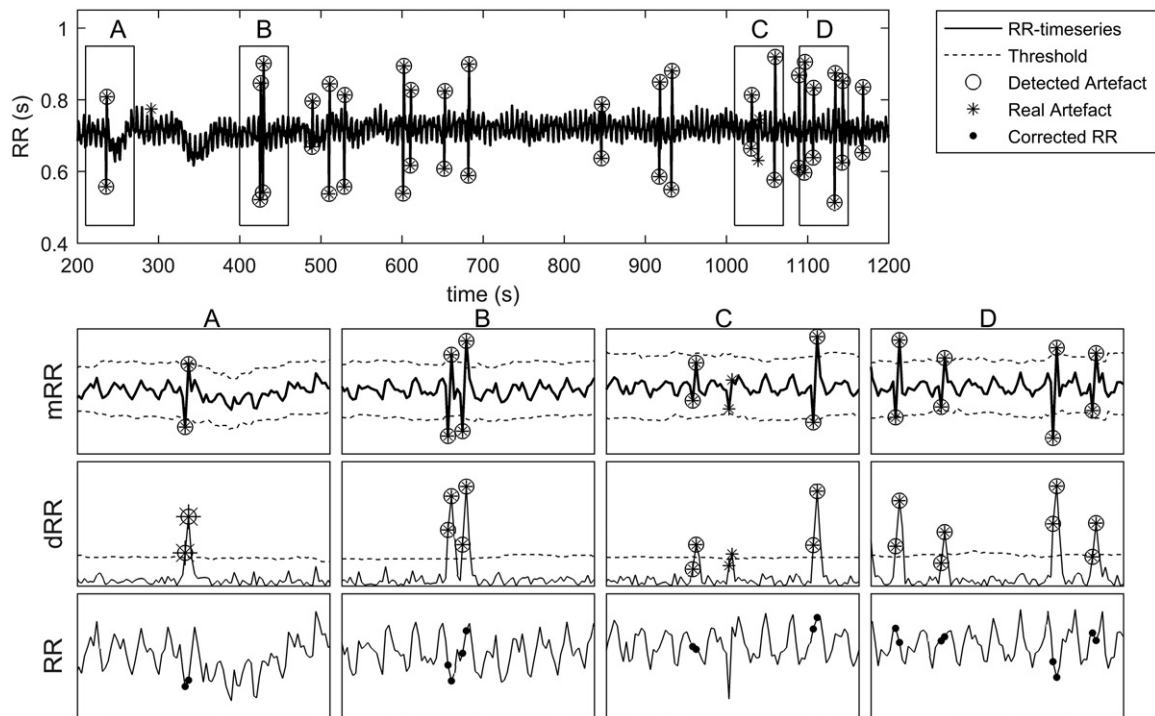 A B C D
1
0.8
0.6
0.4
RR (s)
200 300 400 500 600 700 800 900 1000 1100 1200
time (s)
RR-timeseries
Threshold
Detected Artefact
Real Artefact
Corrected RR
A B C D
mRR
dRR
RR